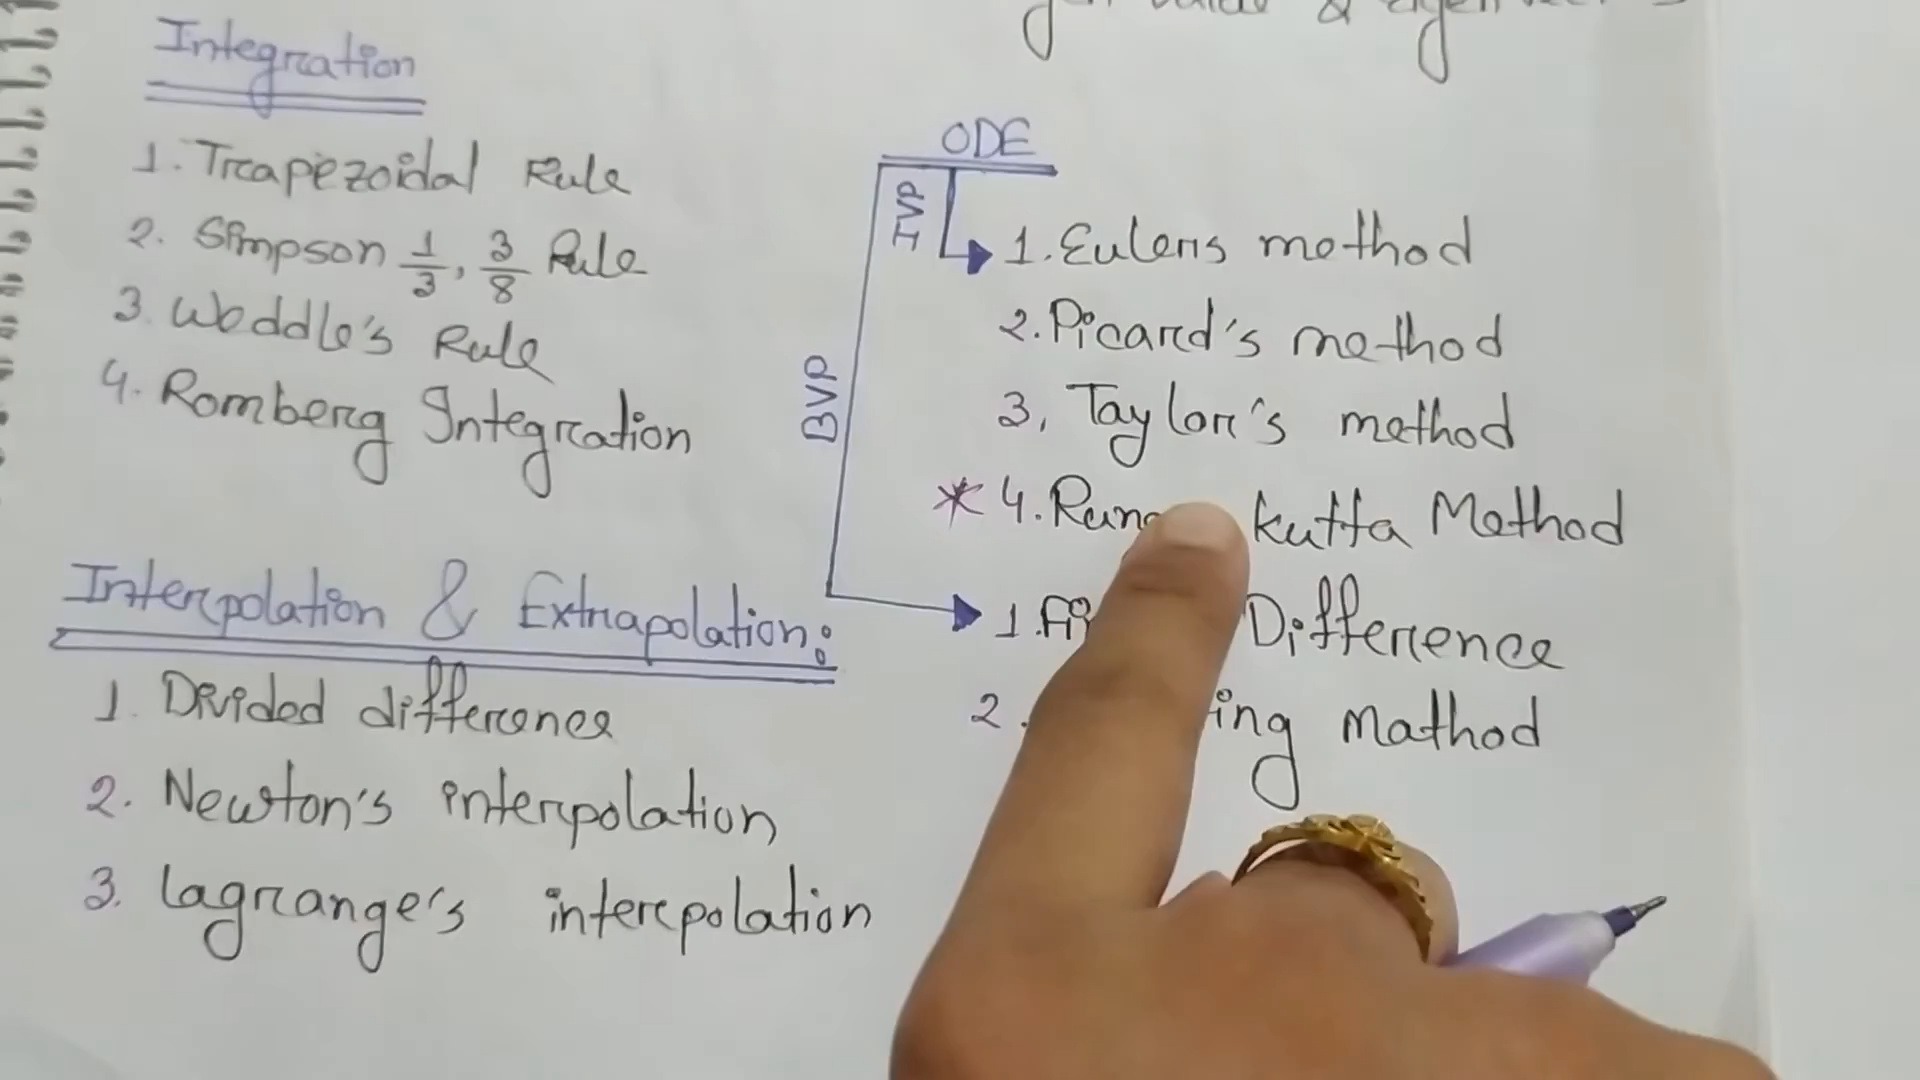 Integration
1. Trapezoidal Rule
2. Simpson 1/3, 3/8 Rule
3. Weddle's Rule
4. Romberg Integration
Interpolation & Extrapolation:
1. Divided difference
2. Newton's interpolation
3. lagrange's interpolation
ODE
IVP
1. Eulers method
2. Picard's method
3, Taylor's method
* 4. Kutta Method
BVP
1. Difference
2. Method